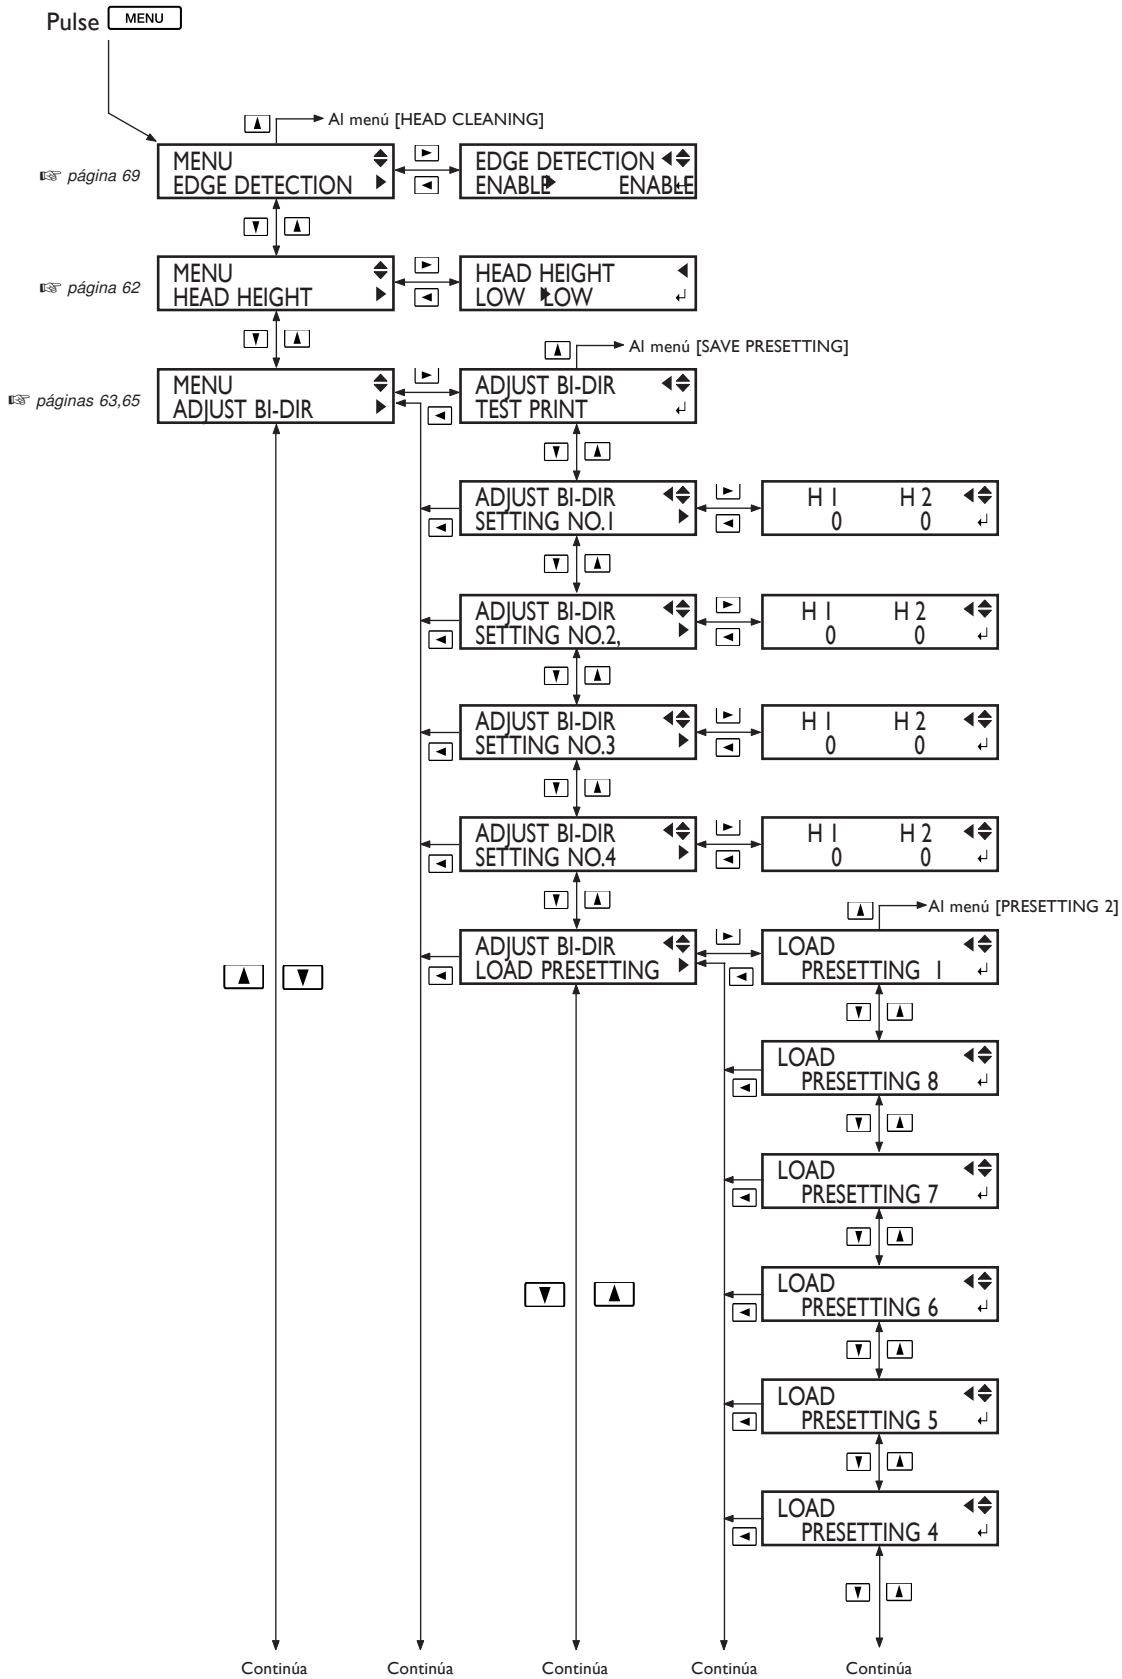 Pulse MENU
Al menú [HEAD CLEANING]
página 69
MENU
EDGE DETECTION
EDGE DETECTION
ENABLE ENABLE
página 62
MENU
HEAD HEIGHT
HEAD HEIGHT
LOW LOW
Al menú [SAVE PRESETTING]
páginas 63,65
MENU
ADJUST BI-DIR
ADJUST BI-DIR
TEST PRINT
ADJUST BI-DIR
SETTING NO.1
H 1 H 2
0 0
ADJUST BI-DIR
SETTING NO.2,
H 1 H 2
0 0
ADJUST BI-DIR
SETTING NO.3
H 1 H 2
0 0
ADJUST BI-DIR
SETTING NO.4
H 1 H 2
0 0
Al menú [PRESETTING 2]
ADJUST BI-DIR
LOAD PRESETTING
LOAD
PRESETTING 1
LOAD
PRESETTING 8
LOAD
PRESETTING 7
LOAD
PRESETTING 6
LOAD
PRESETTING 5
LOAD
PRESETTING 4
Continúa Continúa Continúa Continúa Continúa